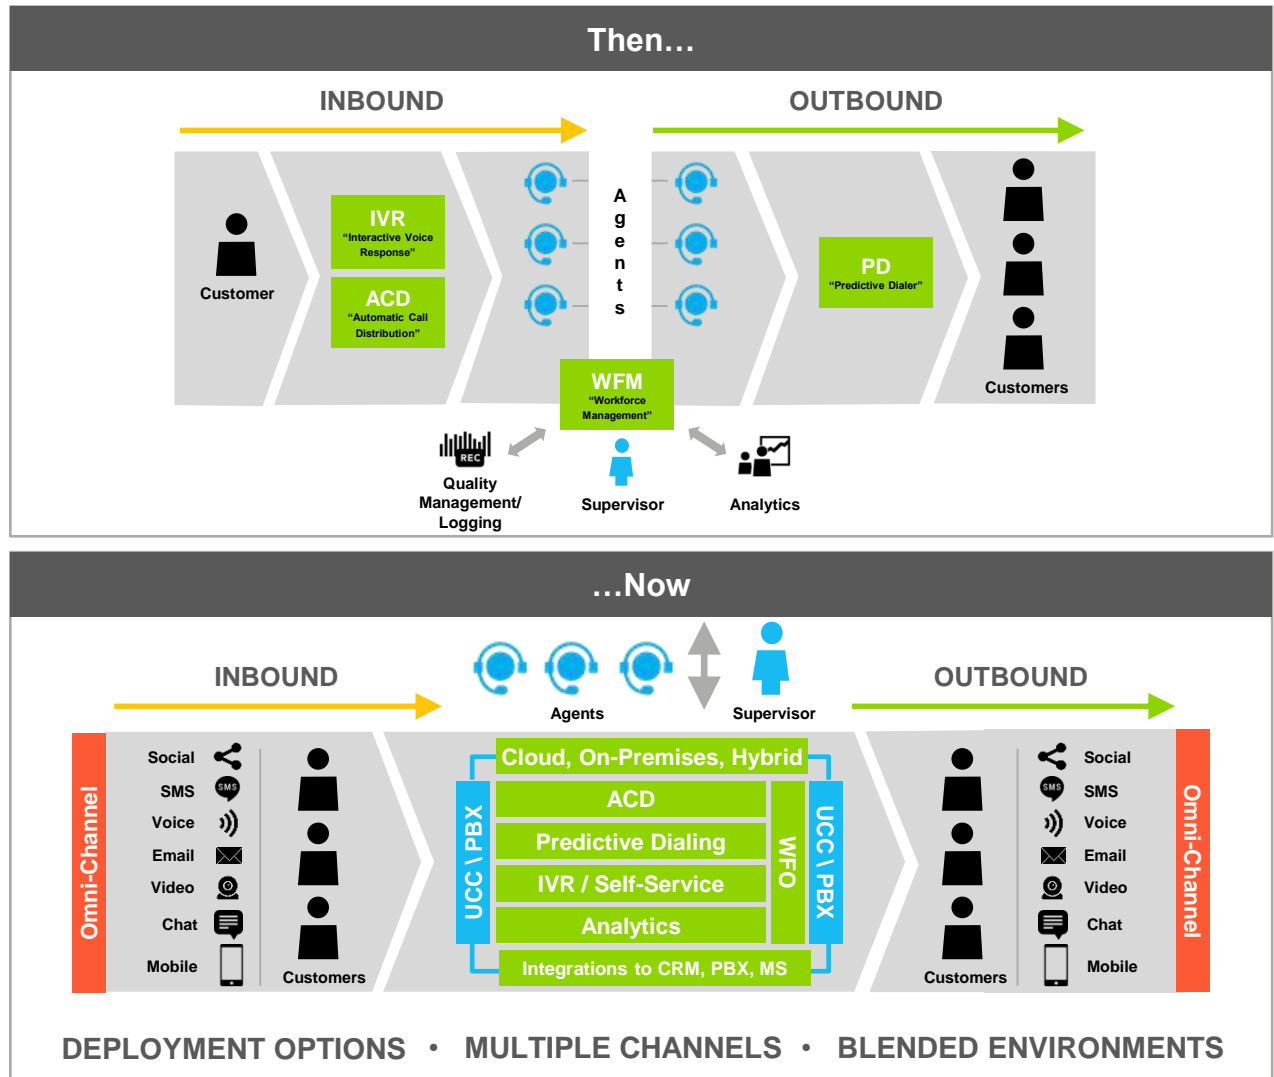 Then…
INBOUND
OUTBOUND
Customer
IVR
“Interactive Voice
Response”
ACD
“Automatic Call
Distribution”
Agents
PD
“Predictive Dialer”
Customers
WFM
“Workforce
Management”
REC
Quality
Management/
Logging
Supervisor
Analytics
…Now
INBOUND
Agents
Supervisor
OUTBOUND
Omni-Channel
Social
SMS
SMS
Voice
Email
Video
Chat
Mobile
Customers
UCC \ PBX
Cloud, On-Premises, Hybrid
ACD
Predictive Dialing
IVR / Self-Service
Analytics
WFO
Integrations to CRM, PBX, MS
UCC \ PBX
Customers
Social
SMS
SMS
Voice
Email
Video
Chat
Mobile
Omni-Channel
DEPLOYMENT OPTIONS • MULTIPLE CHANNELS • BLENDED ENVIRONMENTS